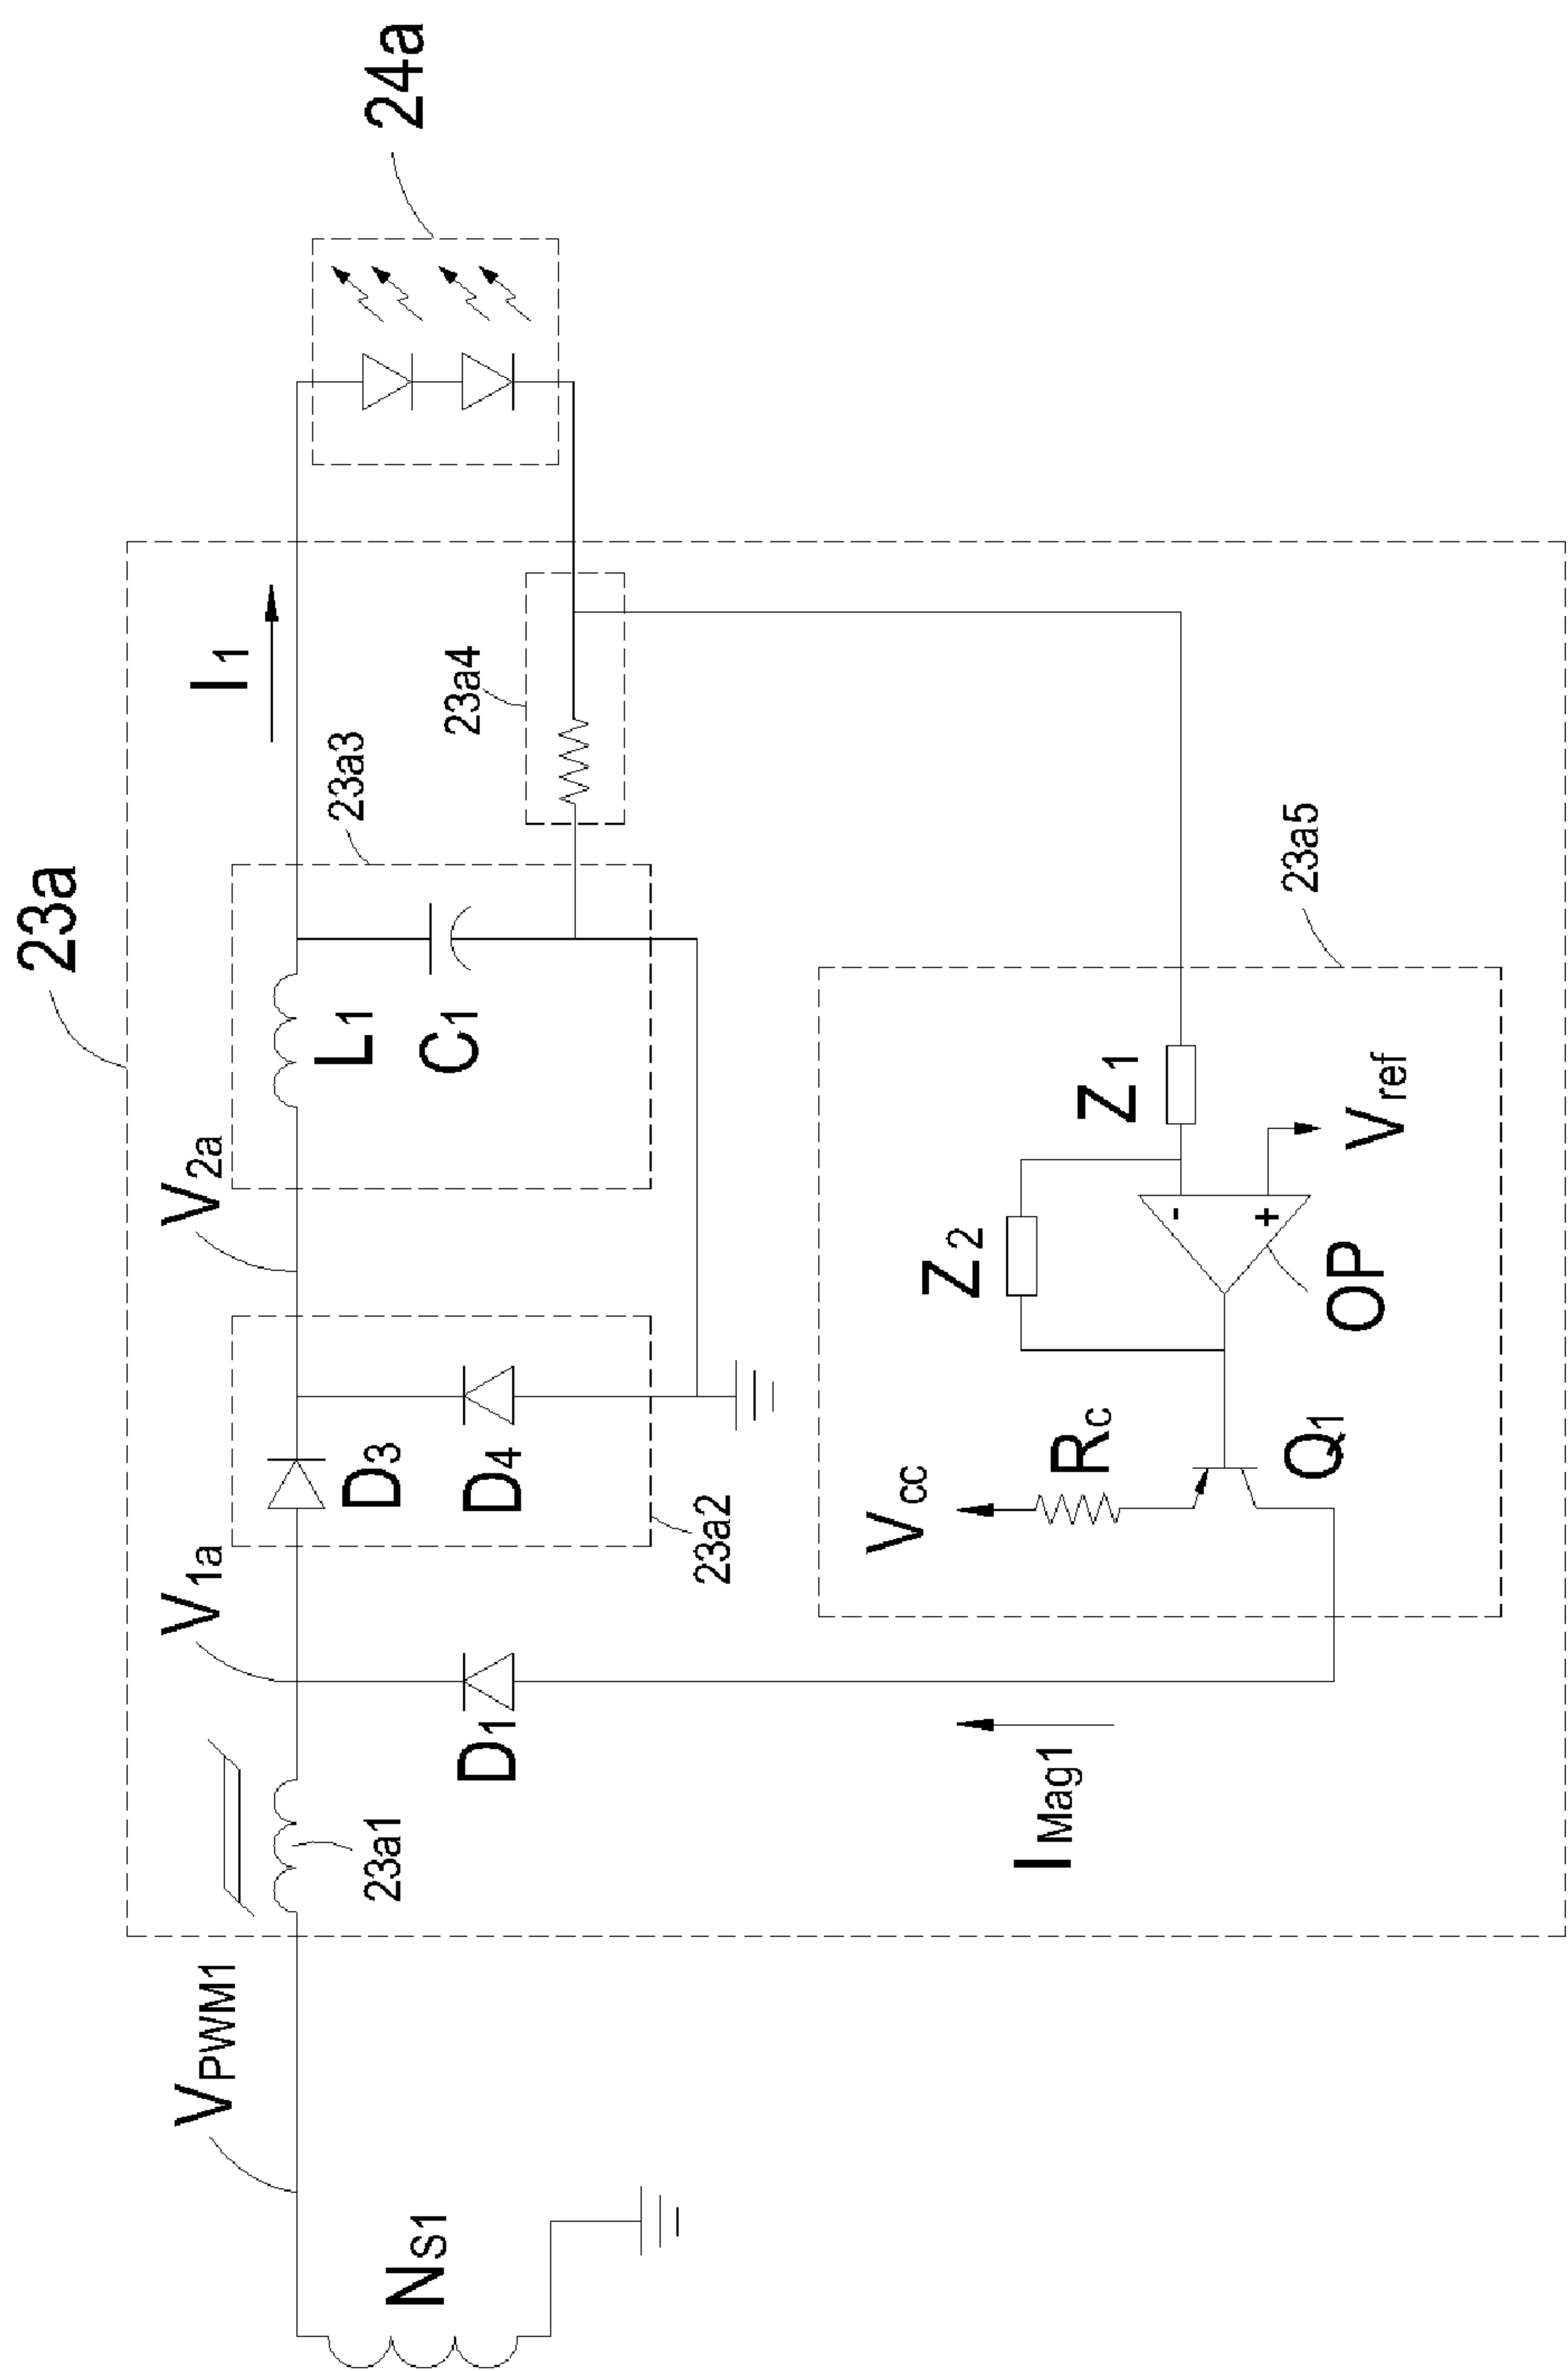 23a
24a
I1
23a3
23a4
V2a
V1a
VPWM1
L1
C1
D3
D4
23a2
23a1
D1
NS1
IMag1
Vcc
Rc
Q1
Z2
Z1
-
+
OP
Vref
23a5